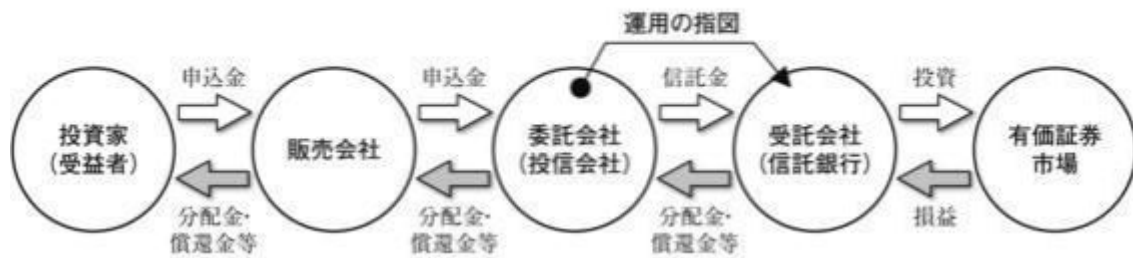 運用の指図
申込金
申込金
信託金
投資
投資家
（受益者）
販売会社
委託会社
（投信会社）
受託会社
（信託銀行）
有価証券
市場
分配金・
償還金等
分配金・
償還金等
分配金・
償還金等
損益